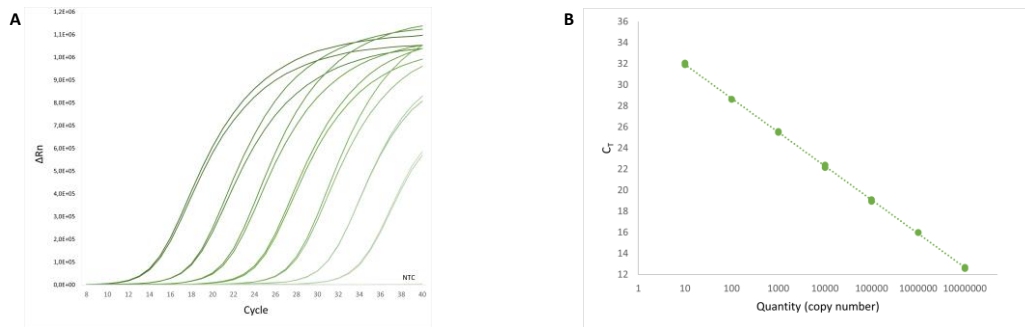 A
1,2E+06
1,1E+06
1,0E+06
9,0E+05
8,0E+05
7,0E+05
6,0E+05
5,0E+05
4,0E+05
3,0E+05
2,0E+05
1,0E+05
0,0E+00
ΔRn
NTC
8 10 12 14 16 18 20 22 24 26 28 30 32 34 36 38 40
Cycle
B
36
34
32
30
28
26
24
22
20
18
16
14
12
CT
1 10 100 1000 10000 100000 1000000 10000000
Quantity (copy number)